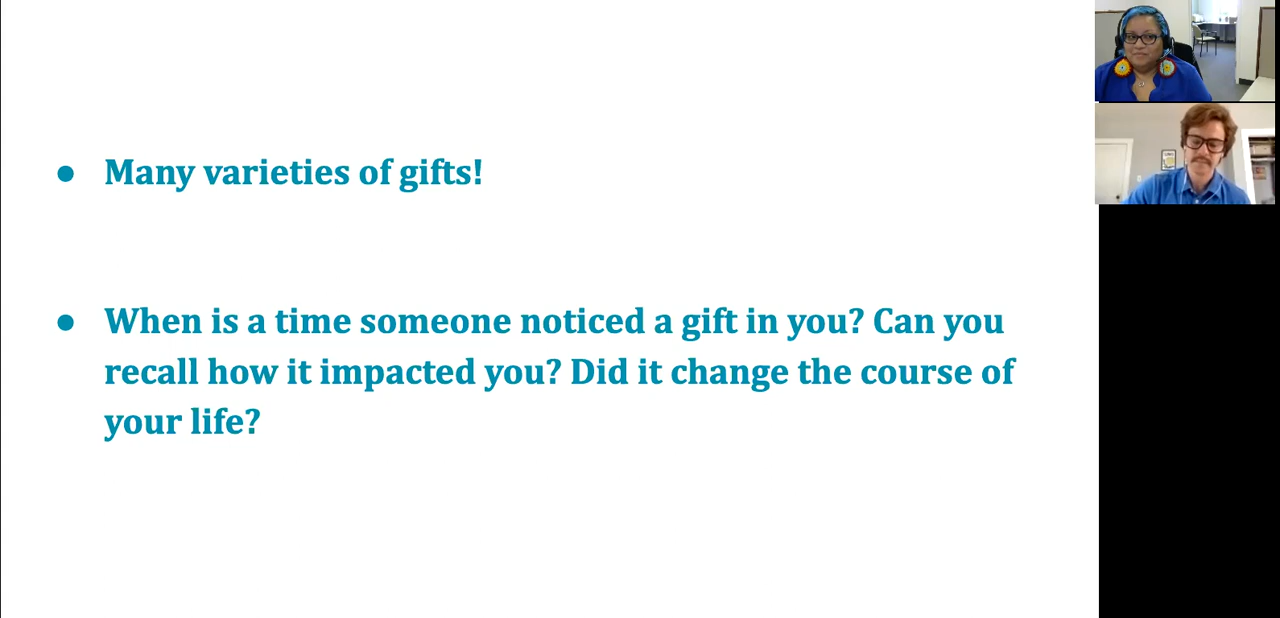 ● Many varieties of gifts!
● When is a time someone noticed a gift in you? Can you
recall how it impacted you? Did it change the course of
your life?